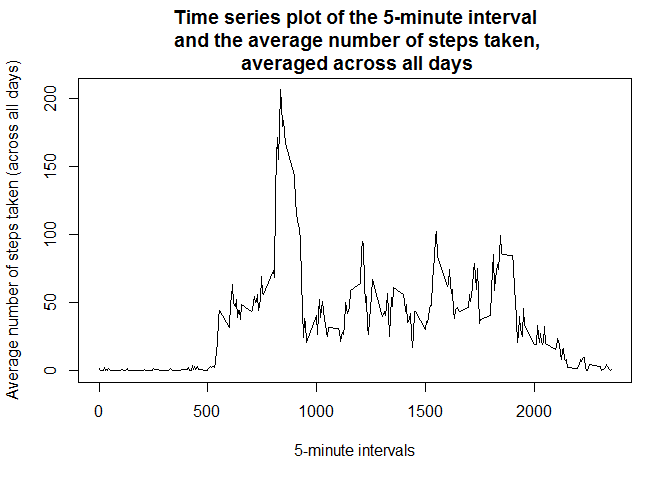 Time series plot of the 5-minute interval
and the average number of steps taken,
averaged across all days
Average number of steps taken (across all days)
200
150
100
50
0
0 500 1000 1500 2000
5-minute intervals